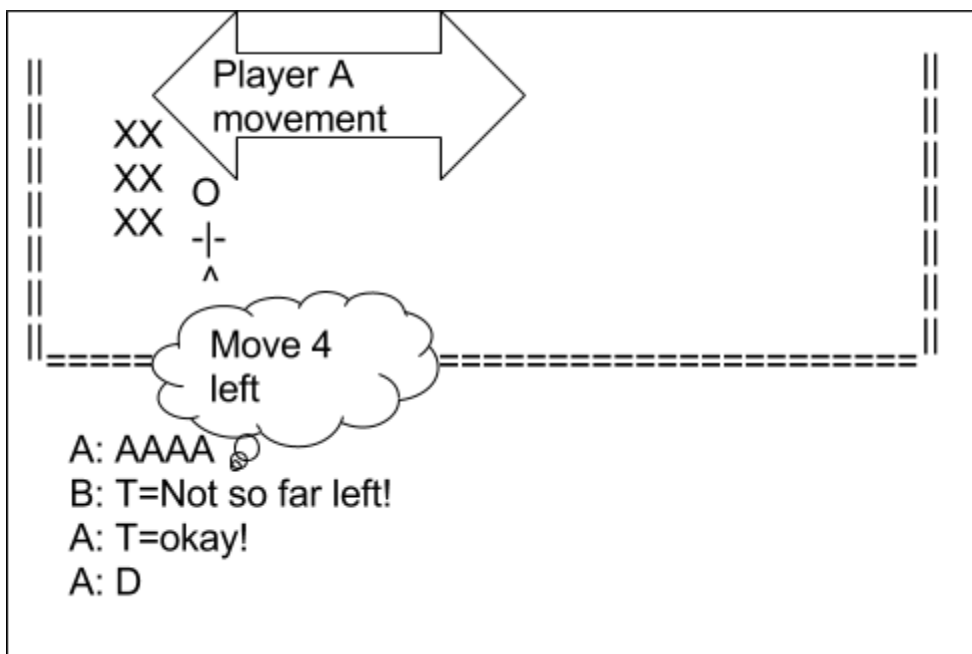 Player A
movement
XX
XX
XX
O
-|-
^
Move 4
left
A: AAAA
B: T=Not so far left!
A: T=okay!
A: D